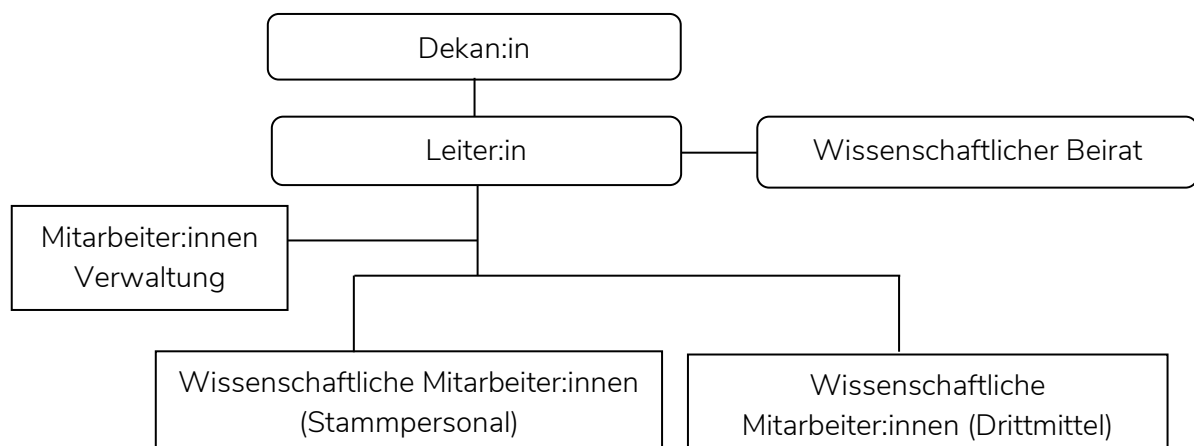 Dekan:in
Leiter:in
Wissenschaftlicher Beirat
Mitarbeiter:innen
Verwaltung
Wissenschaftliche Mitarbeiter:innen
(Stammpersonal)
Wissenschaftliche
Mitarbeiter:innen (Drittmittel)